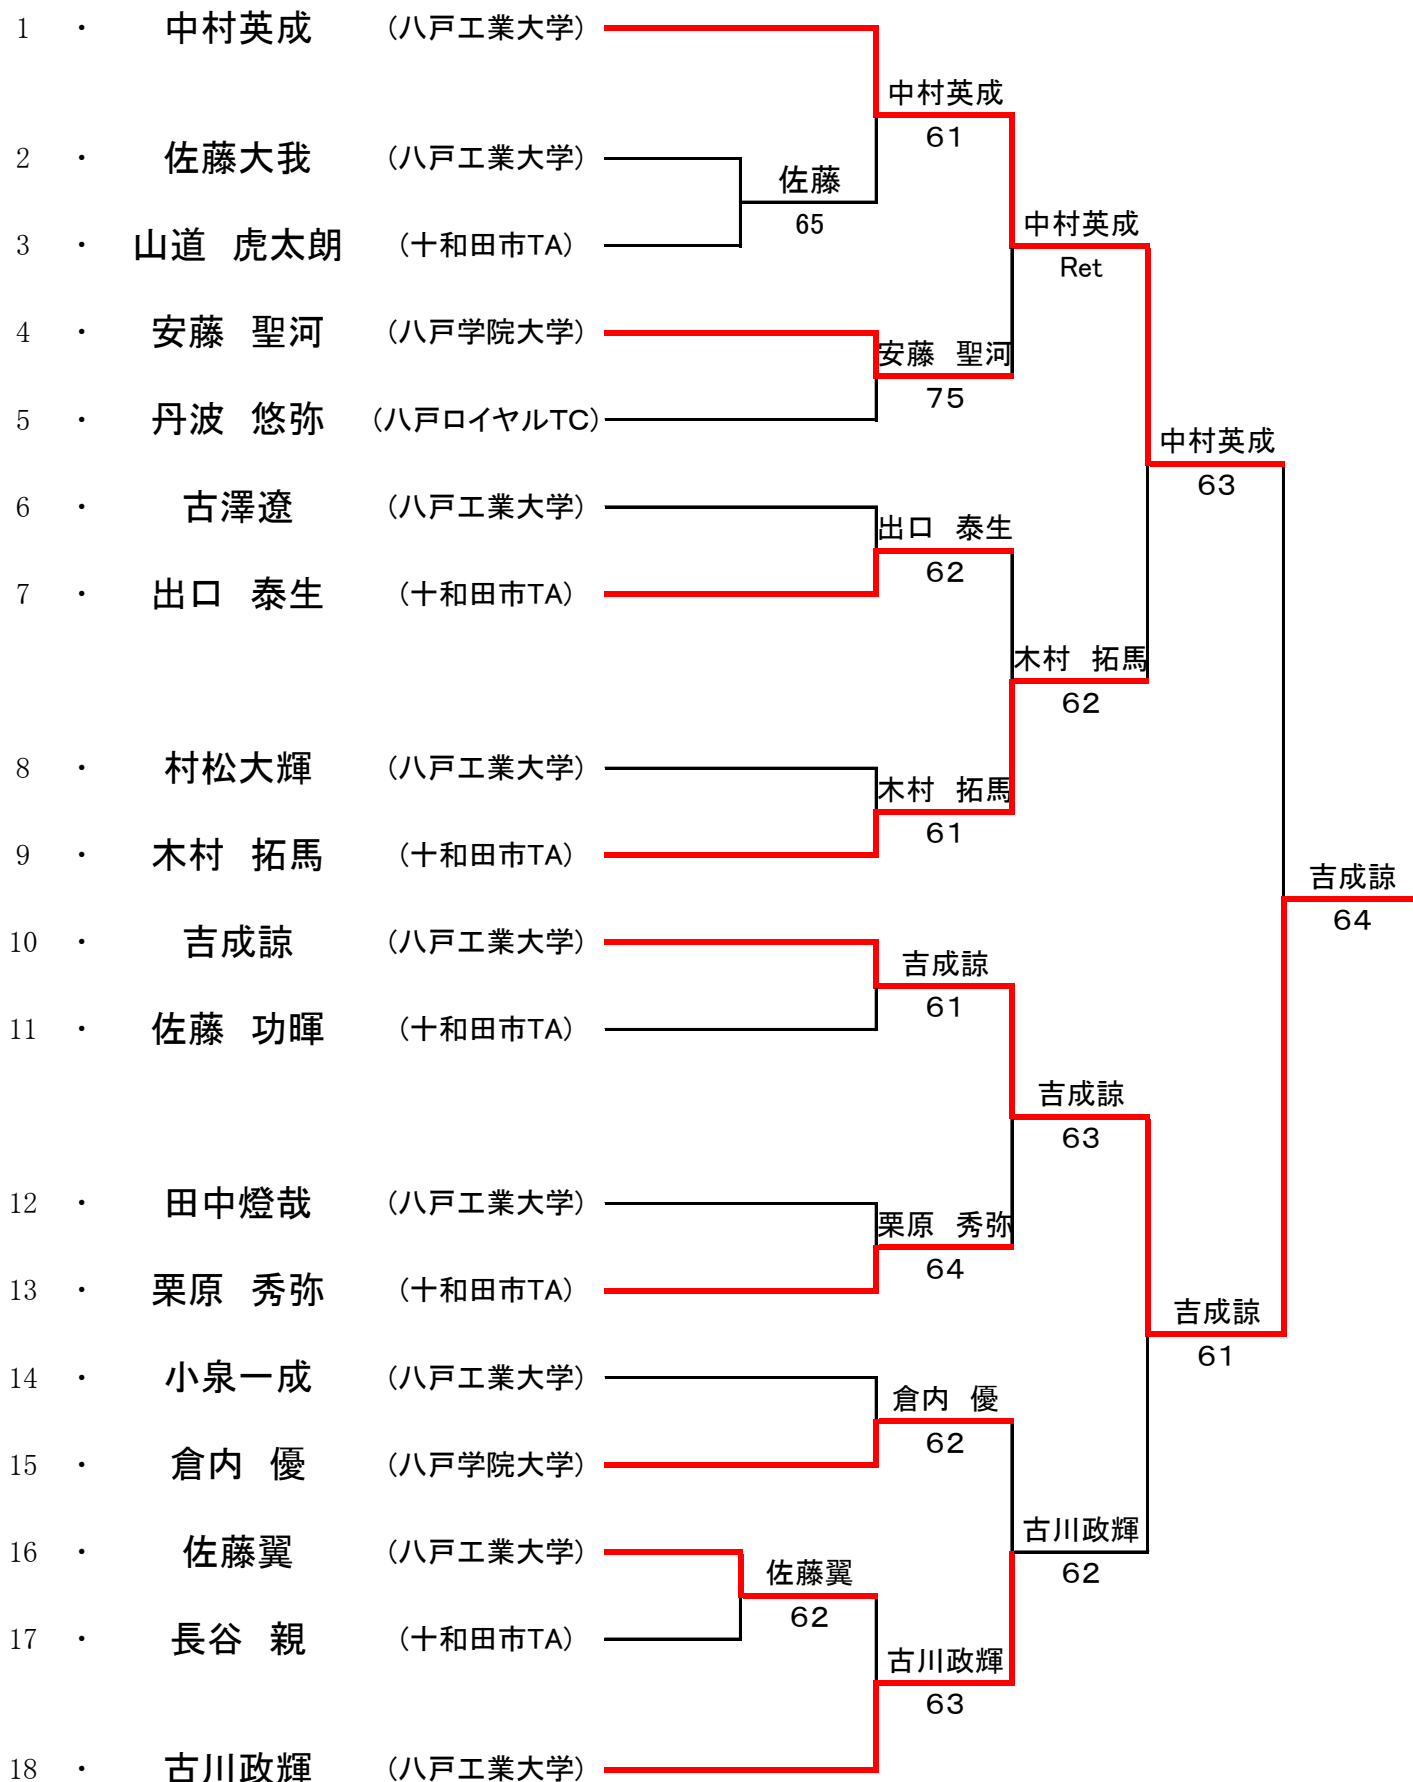 1 ・ 中村英成 (八戸工業大学)
中村英成
61
2 ・ 佐藤大我 (八戸工業大学)
佐藤
65
3 ・ 山道 虎太朗 (十和田市TA)
中村英成
Ret
4 ・ 安藤 聖河 (八戸学院大学)
安藤 聖河
75
5 ・ 丹波 悠弥 (八戸ロイヤルTC)
中村英成
63
6 ・ 古澤遼 (八戸工業大学)
出口 泰生
62
7 ・ 出口 泰生 (十和田市TA)
木村 拓馬
62
8 ・ 村松大輝 (八戸工業大学)
木村 拓馬
61
9 ・ 木村 拓馬 (十和田市TA)
吉成諒
64
10 ・ 吉成諒 (八戸工業大学)
吉成諒
61
11 ・ 佐藤 功暉 (十和田市TA)
吉成諒
63
12 ・ 田中燈哉 (八戸工業大学)
栗原 秀弥
64
13 ・ 栗原 秀弥 (十和田市TA)
吉成諒
61
14 ・ 小泉一成 (八戸工業大学)
倉内 優
62
15 ・ 倉内 優 (八戸学院大学)
古川政輝
62
16 ・ 佐藤翼 (八戸工業大学)
佐藤翼
62
17 ・ 長谷 親 (十和田市TA)
古川政輝
63
18 ・ 古川政輝 (八戸工業大学)